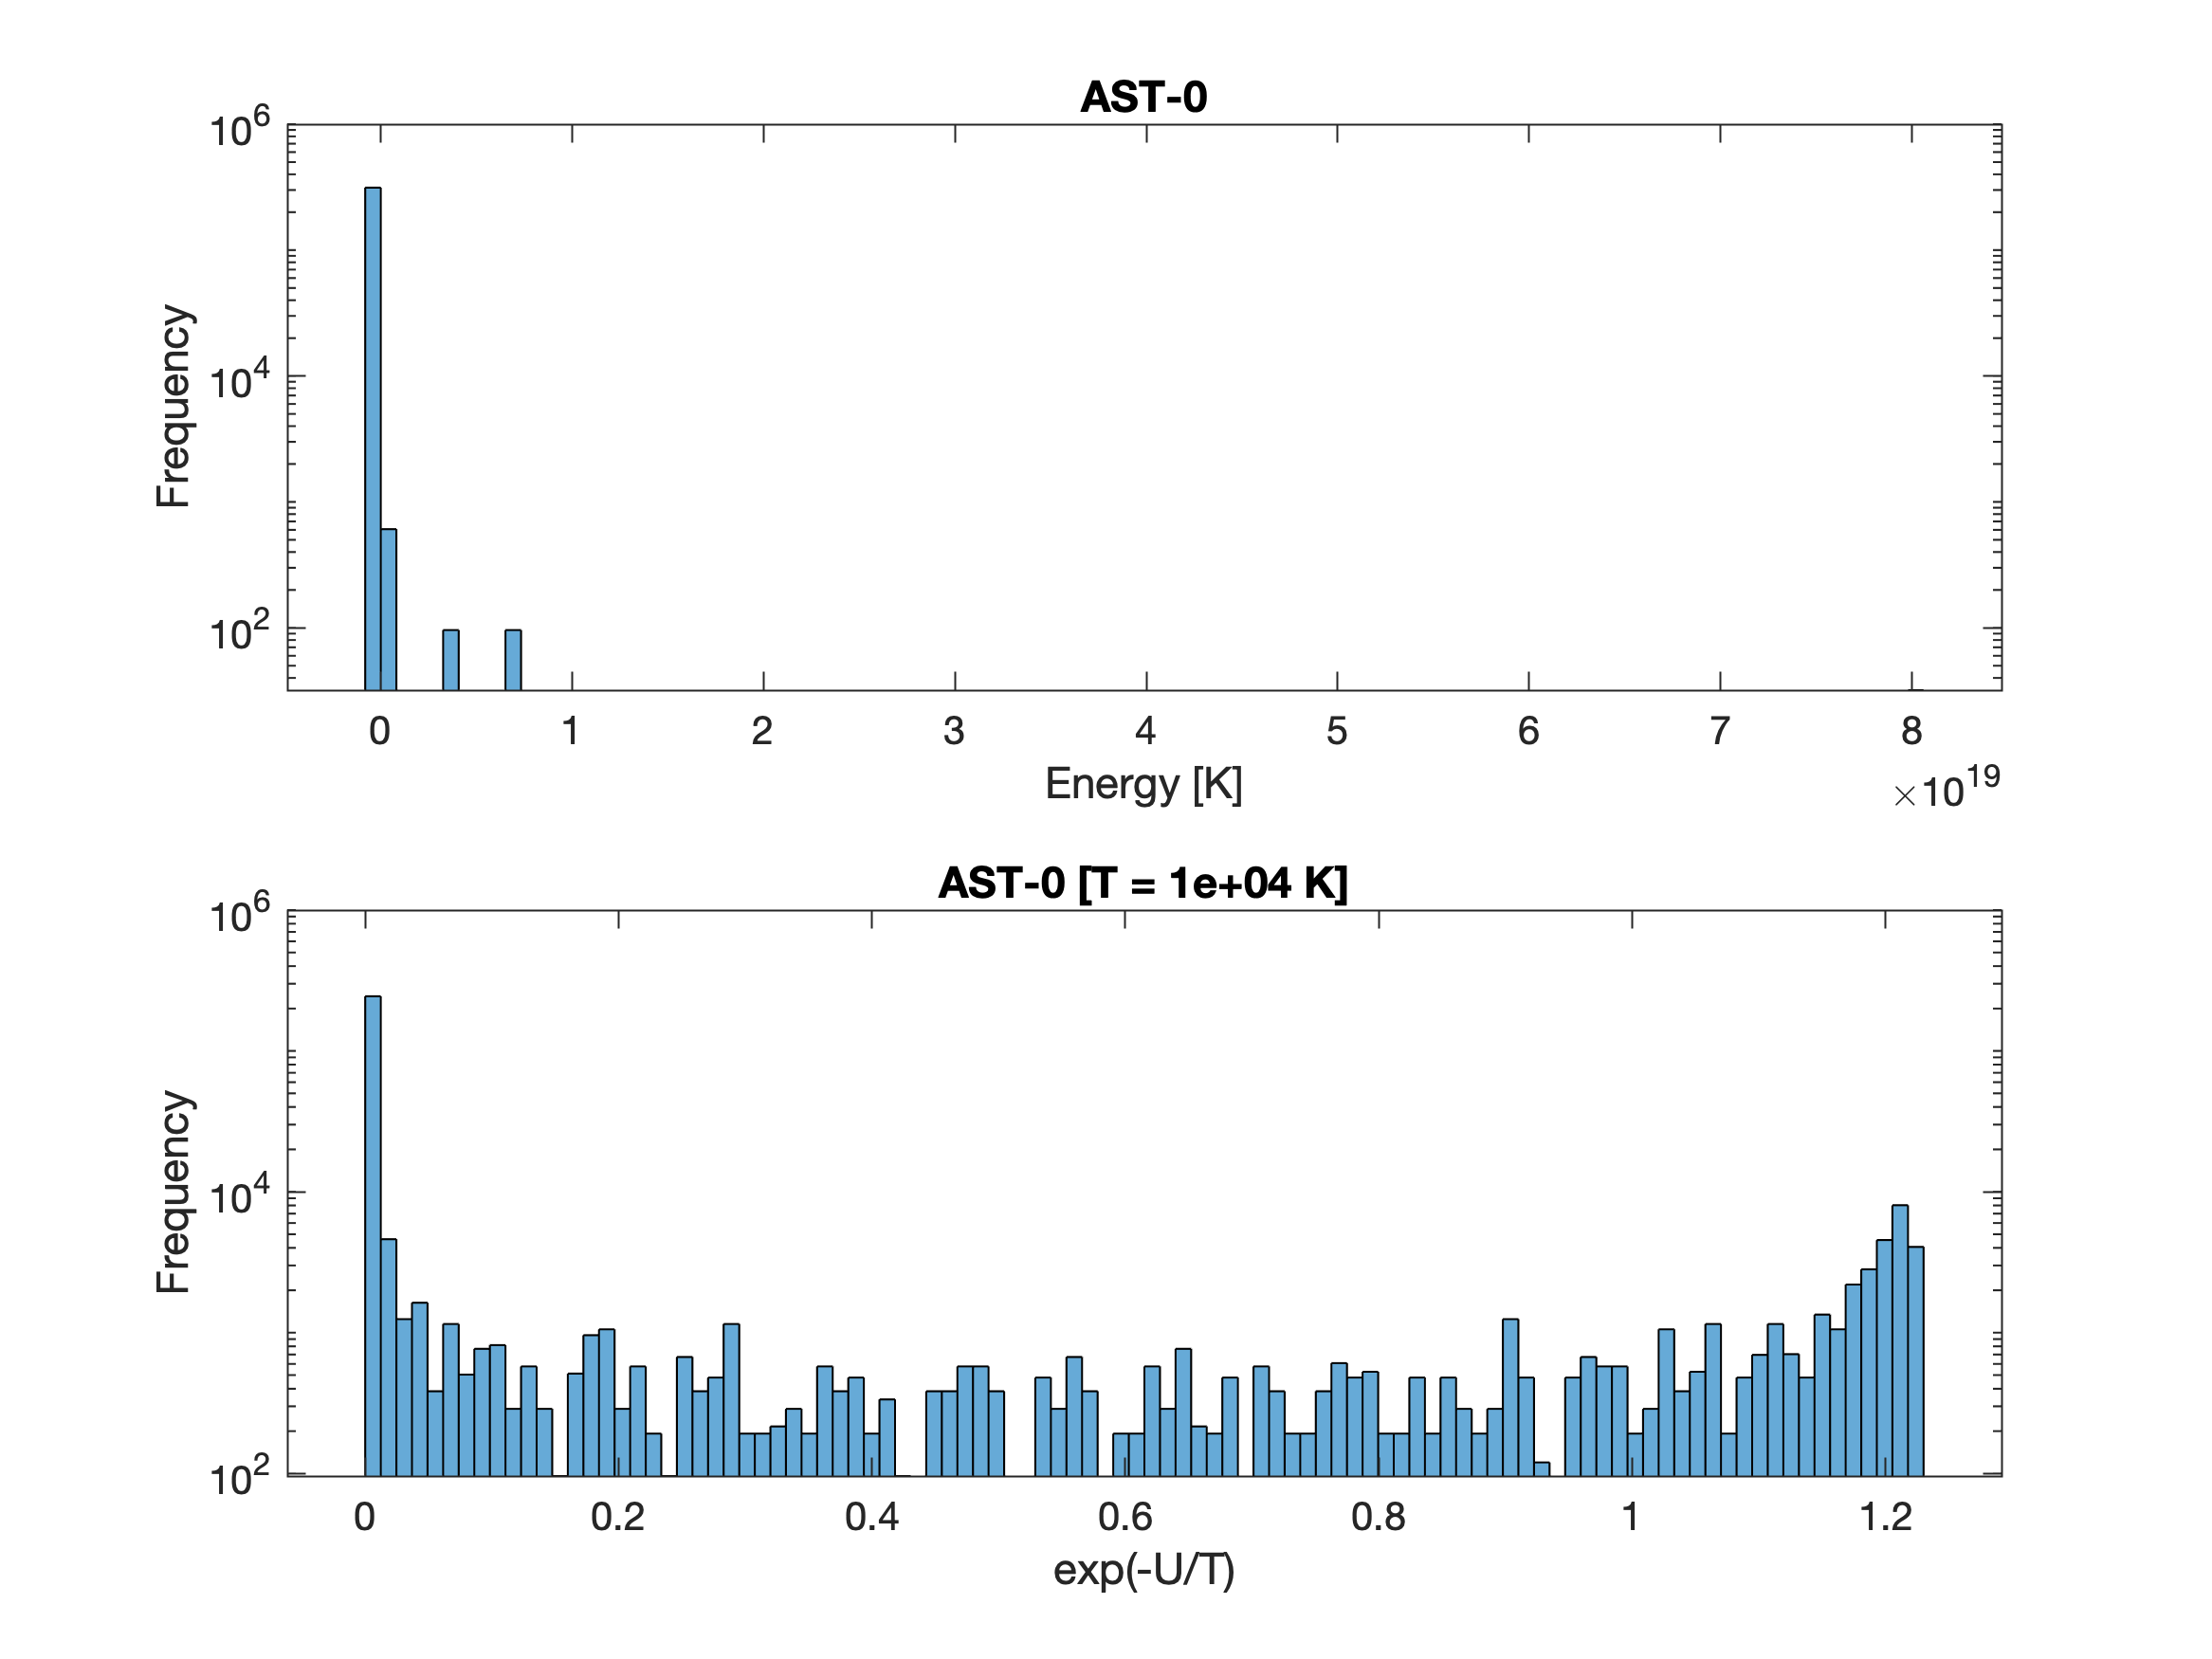 AST-0
10^6
10^4
10^2
Frequency
0 1 2 3 4 5 6 7 8
Energy [K]
×10^19
AST-0 [T = 1e+04 K]
10^6
10^4
10^2
Frequency
0 0.2 0.4 0.6 0.8 1 1.2
exp(-U/T)